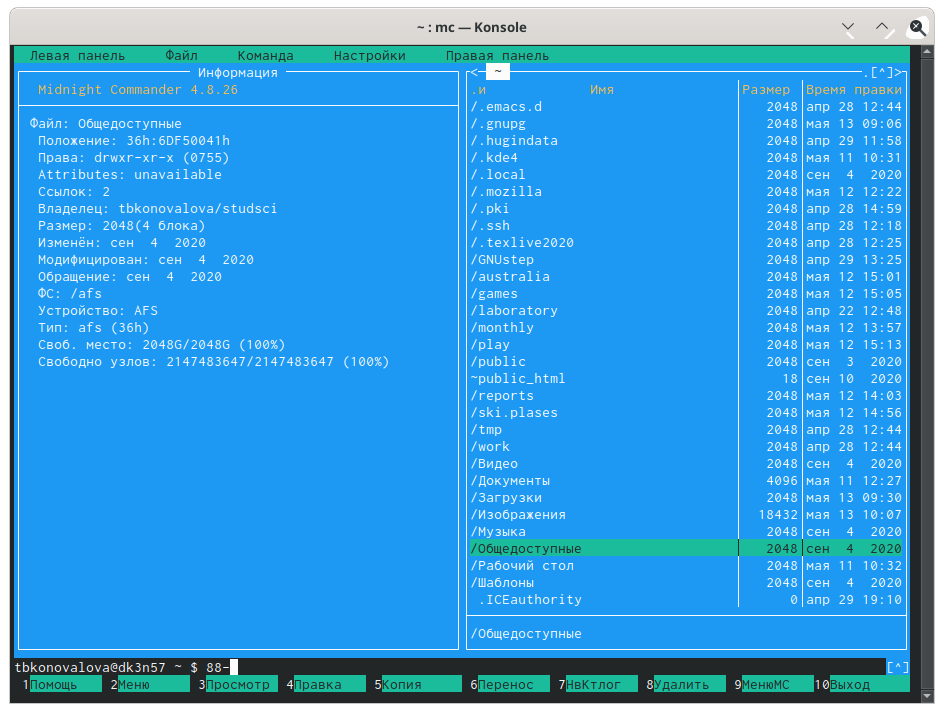 ~ : mc — Konsole
Левая панель Файл Команда Настройки Правая панель
Информация
Midnight Commander 4.8.26
Файл: Общедоступные
Положение: 36h:6DF50041h
Права: drwxr-xr-x (0755)
Attributes: unavailable
Ссылок: 2
Владелец: tbkonovalova/studsci
Размер: 2048(4 блока)
Изменён: сен 4 2020
Модифицирован: сен 4 2020
Обращение: сен 4 2020
ФС: /afs
Устройство: AFS
Тип: afs (36h)
Своб. место: 2048G/2048G (100%)
Свободно узлов: 2147483647/2147483647 (100%)
<─ ~ .[^]>
.и Имя Размер Время правки
/.emacs.d 2048 апр 28 12:44
/.gnupg 2048 мая 13 09:06
/.hugindata 2048 апр 29 11:58
/.kde4 2048 мая 11 10:31
/.local 2048 сен 4 2020
/.mozilla 2048 мая 12 12:22
/.pki 2048 апр 28 14:59
/.ssh 2048 апр 28 12:18
/.texlive2020 2048 апр 28 12:25
/GNUstep 2048 апр 29 13:25
/australia 2048 мая 12 15:01
/games 2048 мая 12 15:05
/laboratory 2048 апр 22 12:48
/monthly 2048 мая 12 13:57
/play 2048 мая 12 15:13
/public 2048 сен 3 2020
~public_html 18 сен 10 2020
/reports 2048 мая 12 14:03
/ski.plases 2048 мая 12 14:56
/tmp 2048 апр 28 12:44
/work 2048 апр 28 12:44
/Видео 2048 сен 4 2020
/Документы 4096 мая 11 12:27
/Загрузки 2048 мая 13 09:30
/Изображения 18432 мая 13 10:07
/Музыка 2048 сен 4 2020
/Общедоступные 2048 сен 4 2020
/Рабочий стол 2048 мая 11 10:32
/Шаблоны 2048 сен 4 2020
.ICEauthority 0 апр 29 19:10
/Общедоступные
tbkonovalova@dk3n57 ~ $ 88- [^]
1Помощь 2Меню 3Просмотр 4Правка 5Копия 6Перенос 7НвКтлог 8Удалить 9МенюМС 10Выход